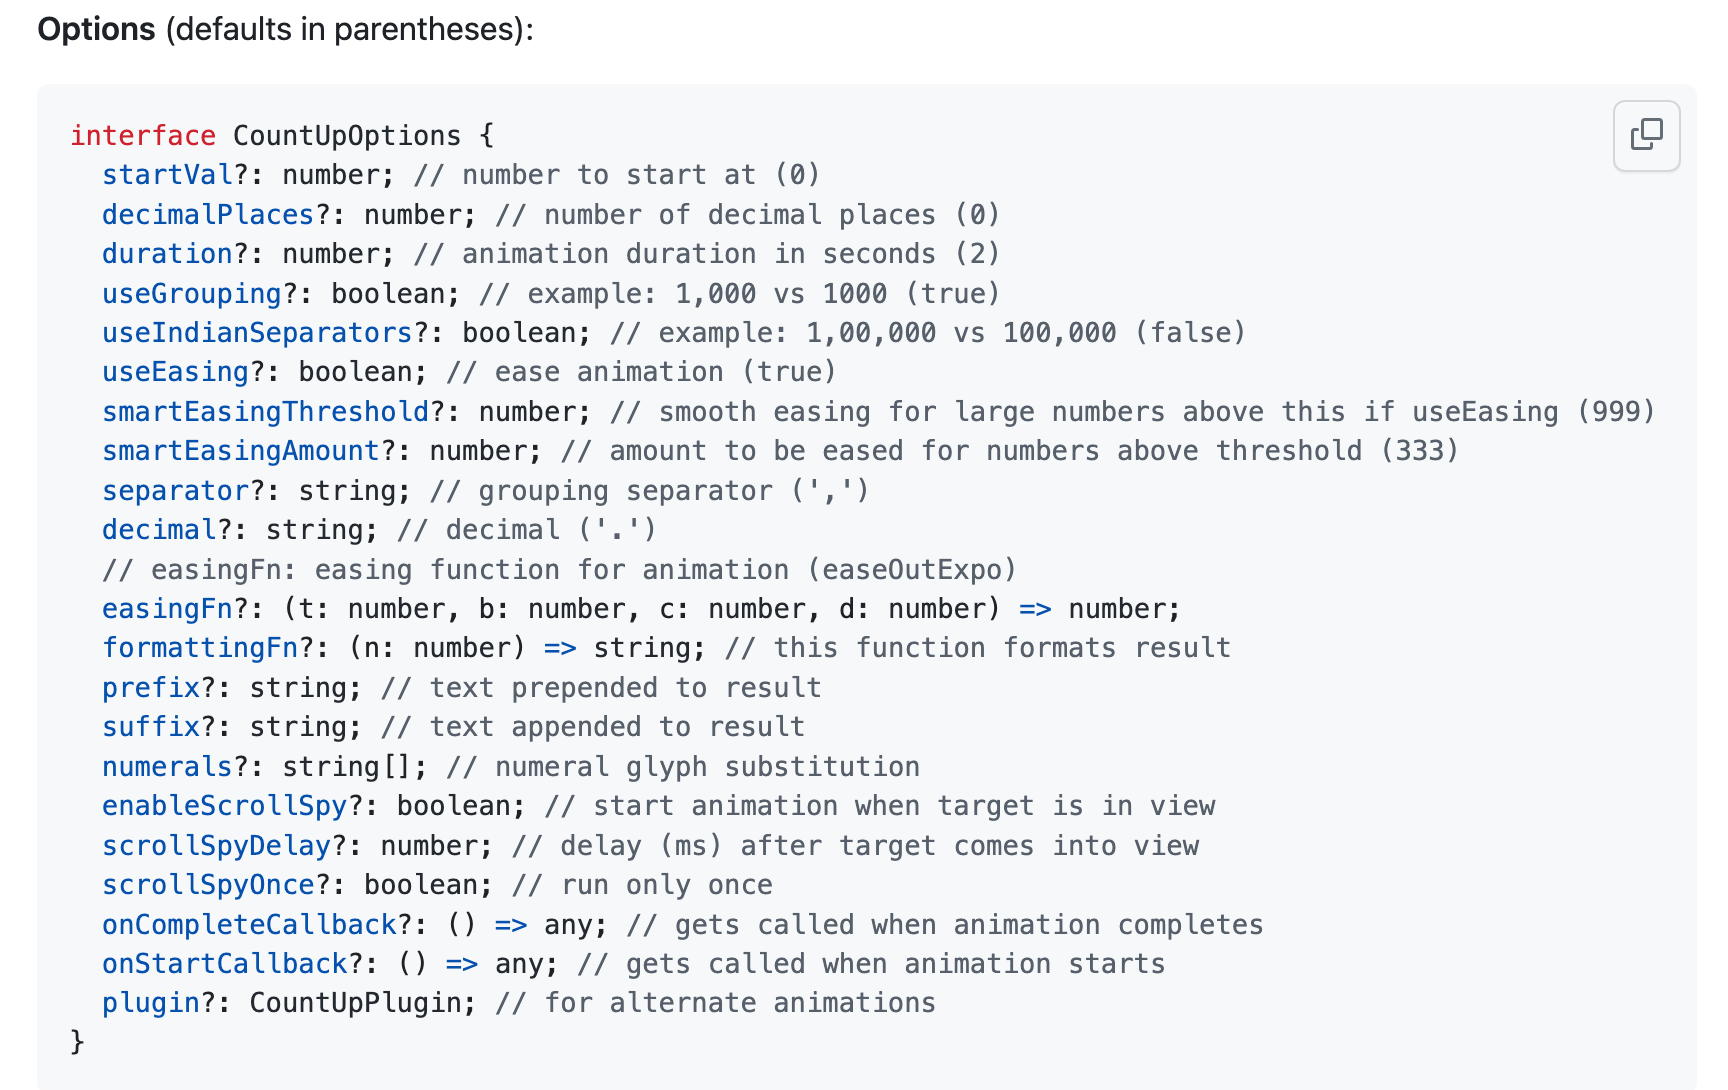 Options (defaults in parentheses):
interface CountUpOptions {
  startVal?: number; // number to start at (0)
  decimalPlaces?: number; // number of decimal places (0)
  duration?: number; // animation duration in seconds (2)
  useGrouping?: boolean; // example: 1,000 vs 1000 (true)
  useIndianSeparators?: boolean; // example: 1,00,000 vs 100,000 (false)
  useEasing?: boolean; // ease animation (true)
  smartEasingThreshold?: number; // smooth easing for large numbers above this if useEasing (999)
  smartEasingAmount?: number; // amount to be eased for numbers above threshold (333)
  separator?: string; // grouping separator (',')
  decimal?: string; // decimal ('.')
  // easingFn: easing function for animation (easeOutExpo)
  easingFn?: (t: number, b: number, c: number, d: number) => number;
  formattingFn?: (n: number) => string; // this function formats result
  prefix?: string; // text prepended to result
  suffix?: string; // text appended to result
  numerals?: string[]; // numeral glyph substitution
  enableScrollSpy?: boolean; // start animation when target is in view
  scrollSpyDelay?: number; // delay (ms) after target comes into view
  scrollSpyOnce?: boolean; // run only once
  onCompleteCallback?: () => any; // gets called when animation completes
  onStartCallback?: () => any; // gets called when animation starts
  plugin?: CountUpPlugin; // for alternate animations
}